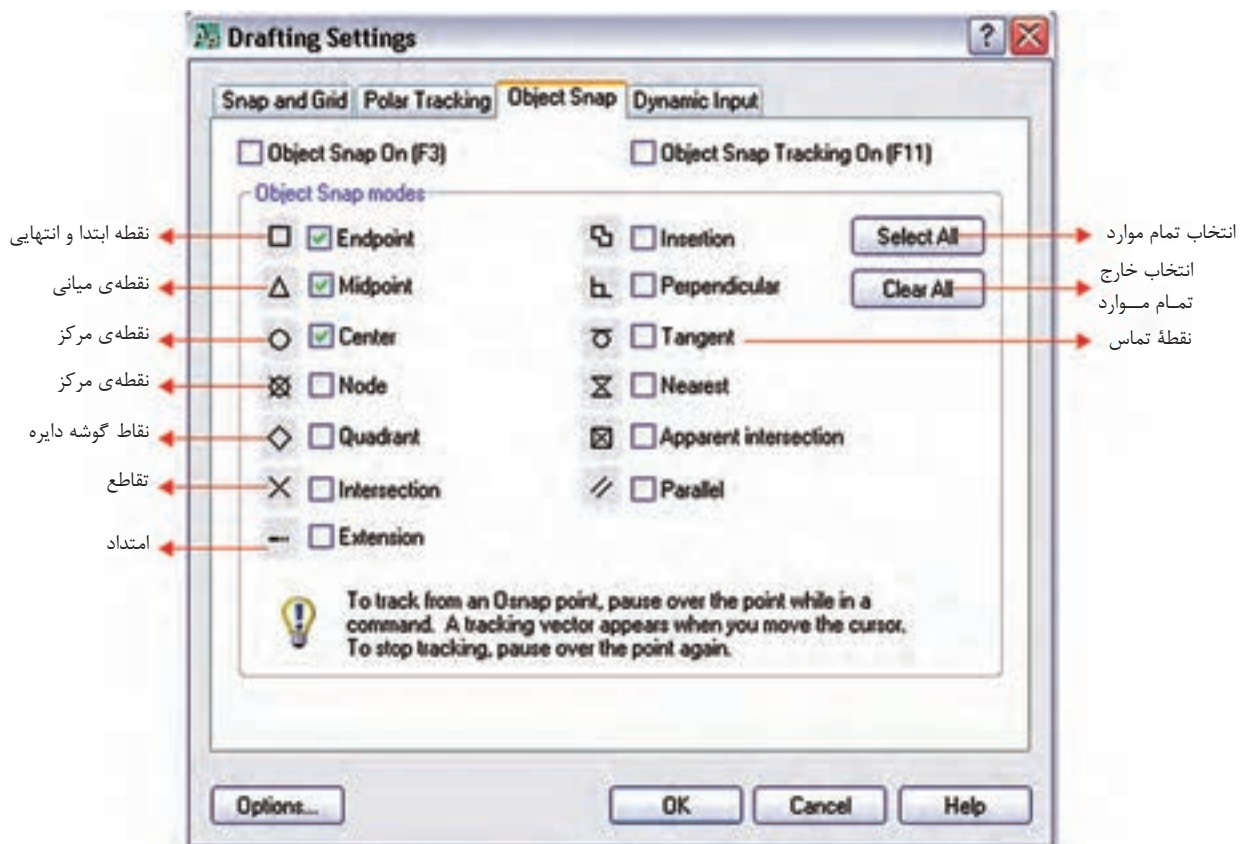 Drafting Settings
Snap and Grid Polar Tracking Object Snap Dynamic Input
Object Snap On (F3) Object Snap Tracking On (F11)
Object Snap modes
نقطه ابتدا و انتهایی
Endpoint
Insertion
Select All
انتخاب تمام موارد
نقطه‌ی میانی
Midpoint
Perpendicular
Clear All
انتخاب خارج
تمام مــوارد
نقطه‌ی مرکز
Center
Tangent
نقطۀ تماس
نقطه‌ی مرکز
Node
Nearest
نقاط گوشه دایره
Quadrant
Apparent intersection
تقاطع
Intersection
Parallel
امتداد
Extension
To track from an Osnap point, pause over the point while in a
command. A tracking vector appears when you move the cursor.
To stop tracking, pause over the point again.
Options... OK Cancel Help